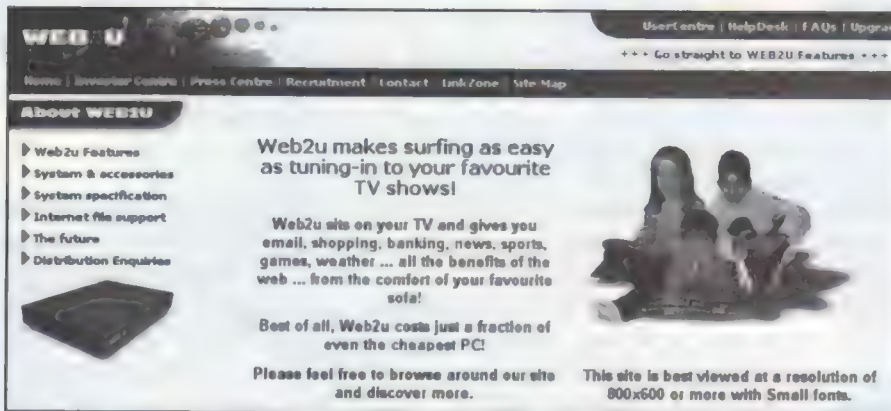 WEB2U
UserCentre | HelpDesk | FAQs | Upgra
+ + + Go straight to WEB2U Features + + +
Home | Investor Centre | Press Centre | Recruitment | Contact | LinkZone | Site Map
About WEB2U
Web2u Features
System & accessories
System specification
Internet file support
The future
Distribution Enquiries
Web2u makes surfing as easy
as tuning-in to your favourite
TV shows!
Web2u sits on your TV and gives you
email, shopping, banking, news, sports,
games, weather ... all the benefits of the
web ... from the comfort of your favourite
sofa!
Best of all, Web2u costs just a fraction of
even the cheapest PC!
Please feel free to browse around our site
and discover more.
This site is best viewed at a resolution of
800x600 or more with Small fonts.